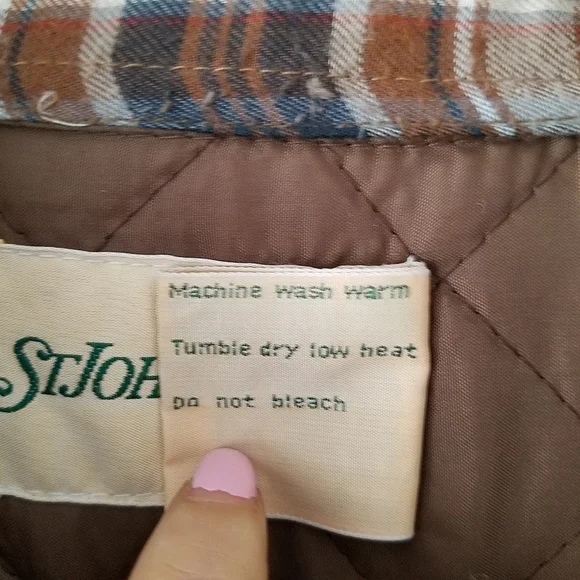 Machine wash warm
Tumble dry low heat
Do not bleach
STJOH